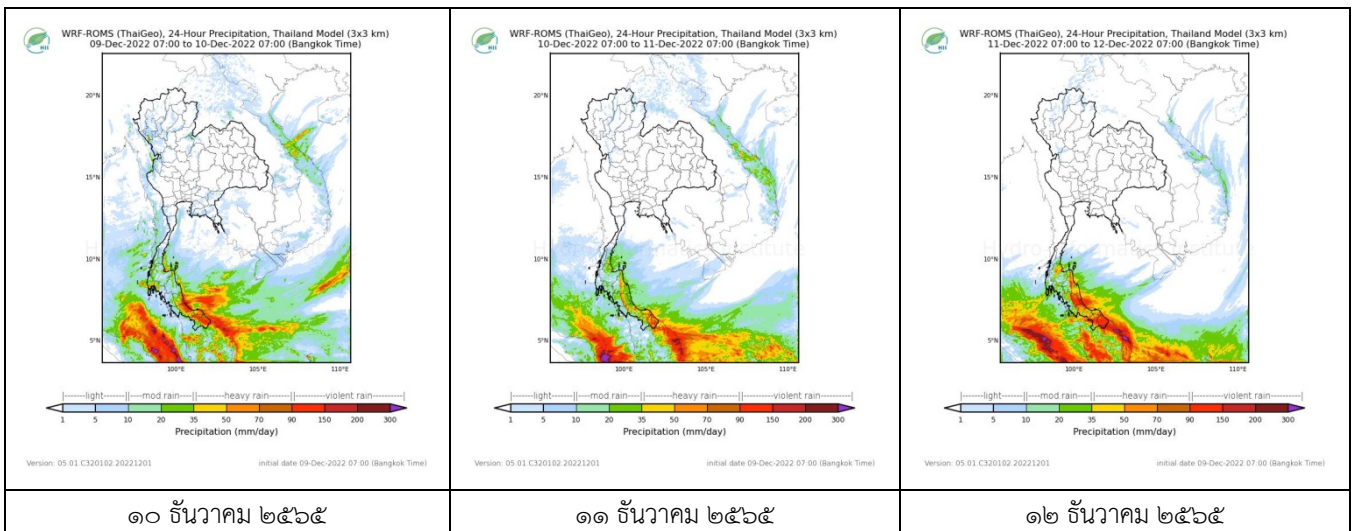 HII
WRF-ROMS (ThaiGeo), 24-Hour Precipitation, Thailand Model (3x3 km)
09-Dec-2022 07:00 to 10-Dec-2022 07:00 (Bangkok Time)
20°N
15°N
10°N
5°N
100°E 105°E 110°E
|-------light-------||---mod.rain----||------heavy rain------||------violent rain------|
1 5 10 20 35 50 70 90 150 200 300
Precipitation (mm/day)
Version: 05.01.C320102.20221201 initial date 09-Dec-2022 07:00 (Bangkok Time)
๑๐ ธันวาคม ๒๕๖๕
HII
WRF-ROMS (ThaiGeo), 24-Hour Precipitation, Thailand Model (3x3 km)
10-Dec-2022 07:00 to 11-Dec-2022 07:00 (Bangkok Time)
20°N
15°N
10°N
5°N
100°E 105°E 110°E
|-------light-------||---mod.rain----||------heavy rain------||------violent rain------|
1 5 10 20 35 50 70 90 150 200 300
Precipitation (mm/day)
Version: 05.01.C320102.20221201 initial date 09-Dec-2022 07:00 (Bangkok Time)
๑๑ ธันวาคม ๒๕๖๕
HII
WRF-ROMS (ThaiGeo), 24-Hour Precipitation, Thailand Model (3x3 km)
11-Dec-2022 07:00 to 12-Dec-2022 07:00 (Bangkok Time)
20°N
15°N
10°N
5°N
100°E 105°E 110°E
|-------light-------||---mod.rain----||------heavy rain------||------violent rain------|
1 5 10 20 35 50 70 90 150 200 300
Precipitation (mm/day)
Version: 05.01.C320102.20221201 initial date 09-Dec-2022 07:00 (Bangkok Time)
๑๒ ธันวาคม ๒๕๖๕